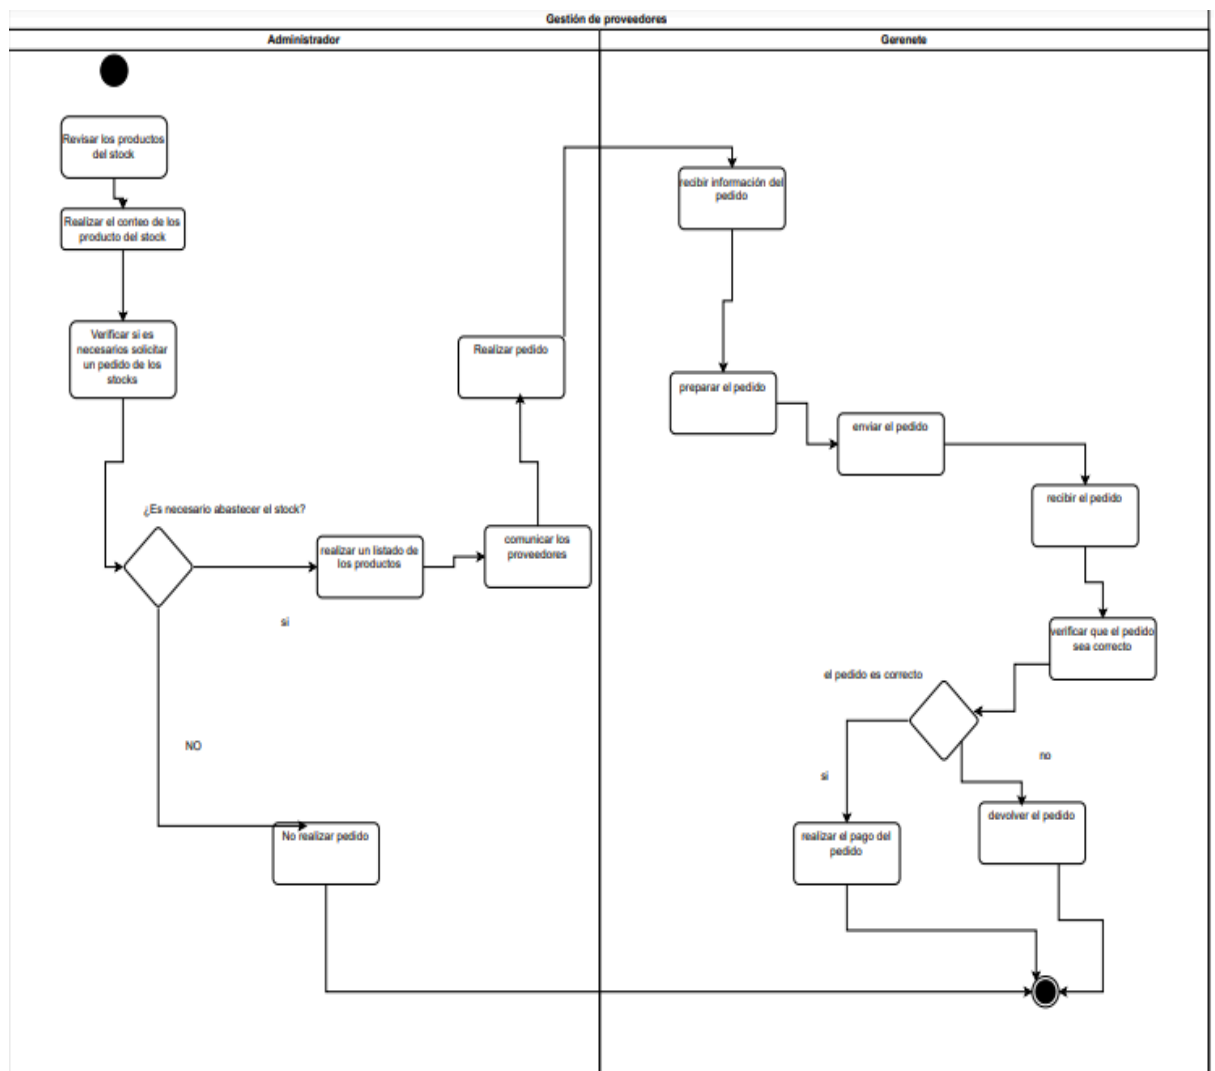 Gestión de proveedores
Administrador
Gerenete
Revisar los productos
del stock
Realizar el conteo de los
producto del stock
Verificar si es
necesarios solicitar
un pedido de los
stocks
¿Es necesario abastecer el stock?
si
NO
realizar un listado de
los productos
comunicar los
proveedores
Realizar pedido
No realizar pedido
recibir información del
pedido
preparar el pedido
enviar el pedido
recibir el pedido
verificar que el pedido
sea correcto
el pedido es correcto
si
no
realizar el pago del
pedido
devolver el pedido